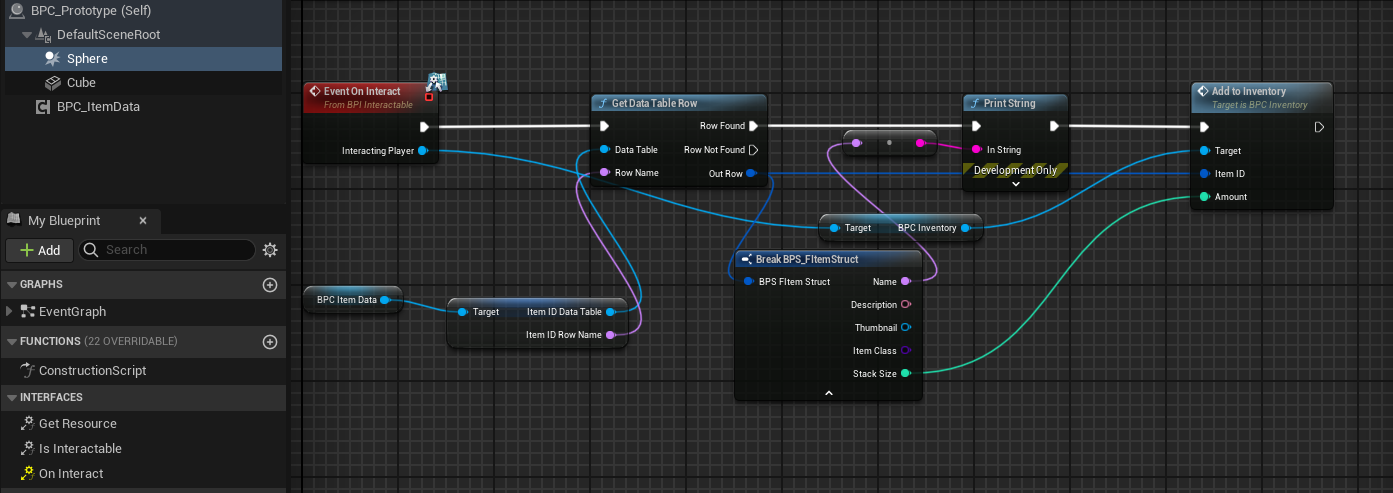 BPC_Prototype (Self)
DefaultSceneRoot
Sphere
Cube
BPC_ItemData
My Blueprint
Add
Search
GRAPHS
EventGraph
FUNCTIONS (22 OVERRIDABLE)
ConstructionScript
INTERFACES
Get Resource
Is Interactable
On Interact
Event On Interact
From BPI Interactable
Interacting Player
BPC Item Data
Target Item ID Data Table
Item ID Row Name
Get Data Table Row
Row Found
Data Table Row Not Found
Row Name Out Row
Target BPC Inventory
Break BPS_FItemStruct
BPS FItem Struct Name
Description
Thumbnail
Item Class
Stack Size
Print String
In String
Development Only
Add to Inventory
Target is BPC Inventory
Target
Item ID
Amount